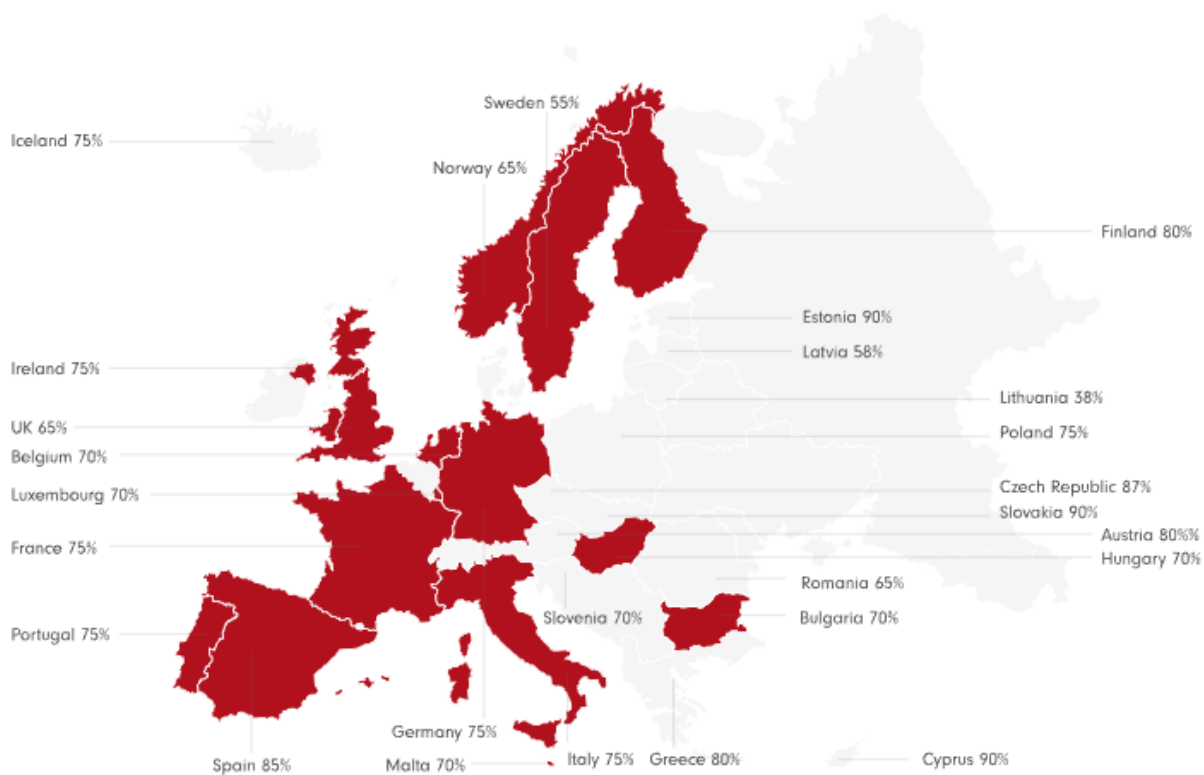 Sweden 55%
Iceland 75%
Norway 65%
Finland 80%
Estonia 90%
Latvia 58%
Ireland 75%
Lithuania 38%
UK 65%
Poland 75%
Belgium 70%
Czech Republic 87%
Luxembourg 70%
Slovakia 90%
Austria 80%%
France 75%
Hungary 70%
Romania 65%
Slovenia 70%
Bulgaria 70%
Portugal 75%
Germany 75%
Spain 85%
Malta 70%
Italy 75%
Greece 80%
Cyprus 90%